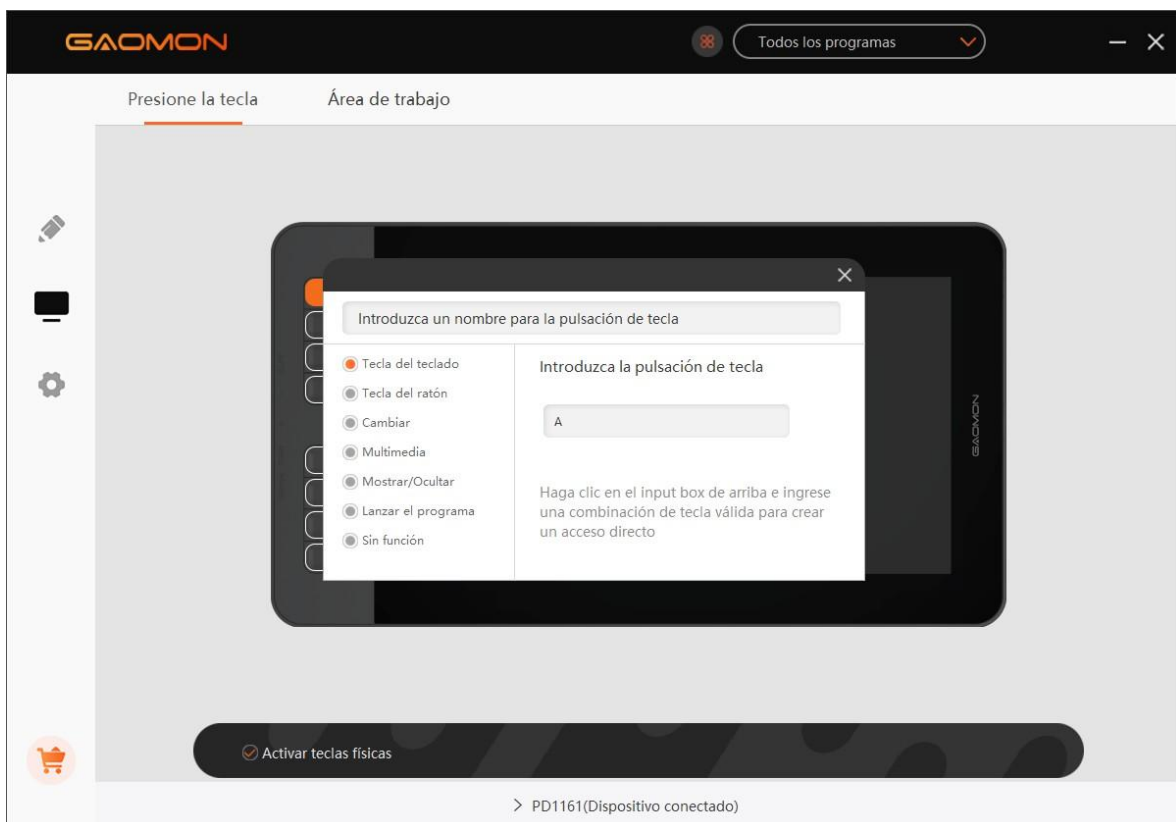 GAOMON
Todos los programas
Presione la tecla
Área de trabajo
Introduzca un nombre para la pulsación de tecla
Tecla del teclado
Tecla del ratón
Cambiar
Multimedia
Mostrar/Ocultar
Lanzar el programa
Sin función
Introduzca la pulsación de tecla
A
Haga clic en el input box de arriba e ingrese
una combinación de tecla válida para crear
un acceso directo
GAOMON
Activar teclas físicas
PD1161(Dispositivo conectado)